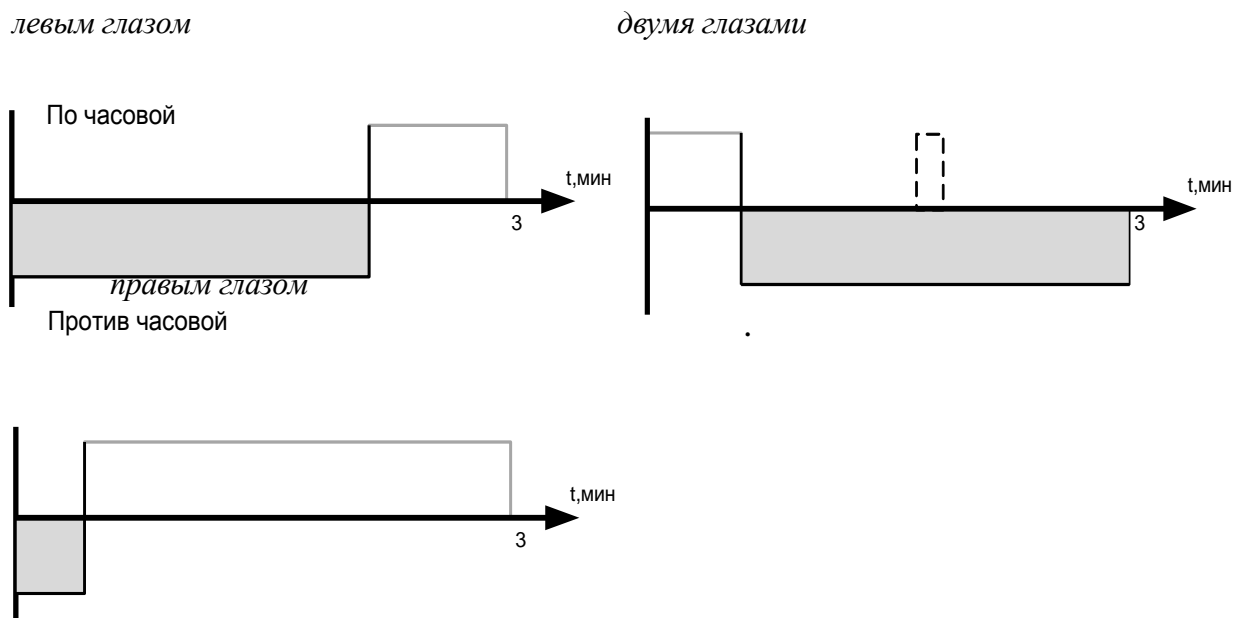 левым глазом
двумя глазами
По часовой
t,мин
3
t,мин
3
правым глазом
Против часовой
.
t,мин
3